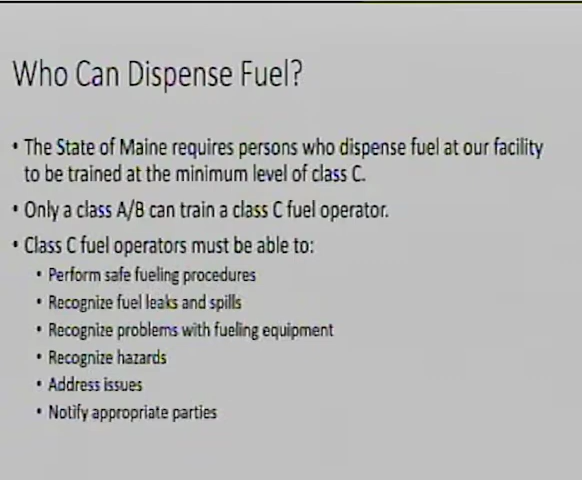 Who Can Dispense Fuel?
• The State of Maine requires persons who dispense fuel at our facility
to be trained at the minimum level of class C.
• Only a class A/B can train a class C fuel operator.
• Class C fuel operators must be able to:
• Perform safe fueling procedures
• Recognize fuel leaks and spills
• Recognize problems with fueling equipment
• Recognize hazards
• Address issues
• Notify appropriate parties